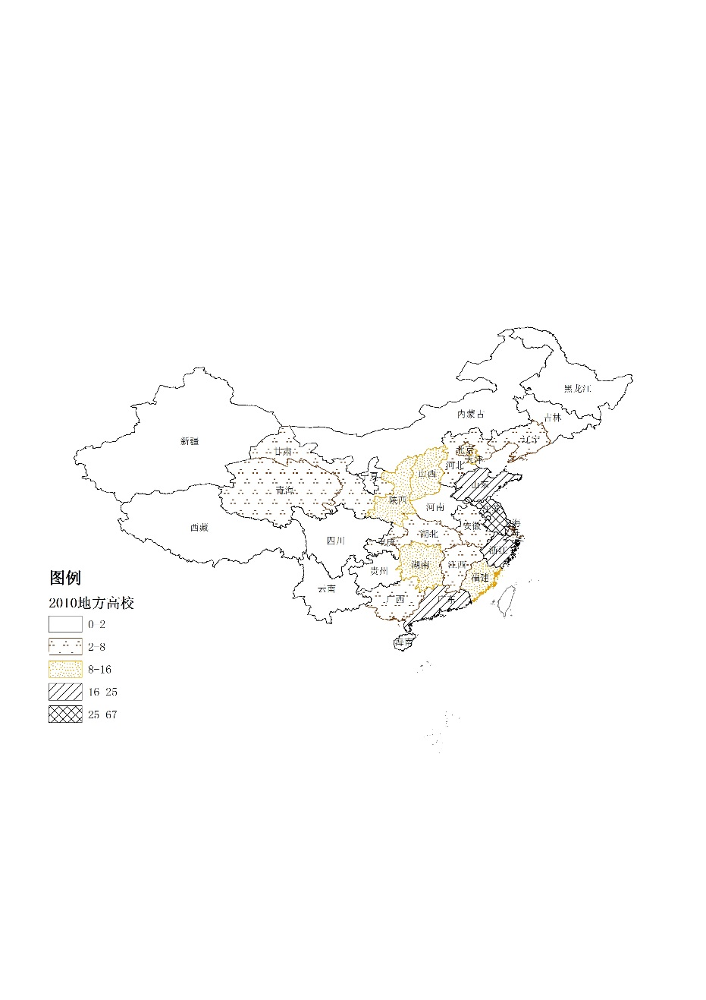 黑龙江
内蒙古
吉林
新疆
辽宁
甘肃
北京
天津
河北
山西
宁夏
山东
青海
陕西
河南
西藏
安徽
上海
四川
湖北
重庆
浙江
湖南
江西
贵州
福建
云南
广西
广东
海南
图例
2010地方高校
0 2
2-8
8-16
16 25
25 67